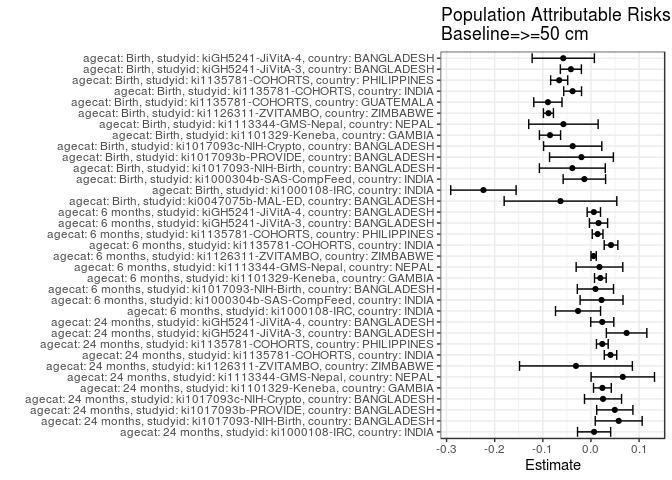 Population Attributable Risks
Baseline=>=50 cm
agecat: Birth, studyid: kiGH5241-JiVitA-4, country: BANGLADESH
agecat: Birth, studyid: kiGH5241-JiVitA-3, country: BANGLADESH
agecat: Birth, studyid: ki1135781-COHORTS, country: PHILIPPINES
agecat: Birth, studyid: ki1135781-COHORTS, country: INDIA
agecat: Birth, studyid: ki1135781-COHORTS, country: GUATEMALA
agecat: Birth, studyid: ki1126311-ZVITAMBO, country: ZIMBABWE
agecat: Birth, studyid: ki1113344-GMS-Nepal, country: NEPAL
agecat: Birth, studyid: ki1101329-Keneba, country: GAMBIA
agecat: Birth, studyid: ki1017093c-NIH-Crypto, country: BANGLADESH
agecat: Birth, studyid: ki1017093b-PROVIDE, country: BANGLADESH
agecat: Birth, studyid: ki1017093-NIH-Birth, country: BANGLADESH
agecat: Birth, studyid: ki1000304b-SAS-CompFeed, country: INDIA
agecat: Birth, studyid: ki1000108-IRC, country: INDIA
agecat: Birth, studyid: ki0047075b-MAL-ED, country: BANGLADESH
agecat: 6 months, studyid: kiGH5241-JiVitA-4, country: BANGLADESH
agecat: 6 months, studyid: kiGH5241-JiVitA-3, country: BANGLADESH
agecat: 6 months, studyid: ki1135781-COHORTS, country: PHILIPPINES
agecat: 6 months, studyid: ki1135781-COHORTS, country: INDIA
agecat: 6 months, studyid: ki1126311-ZVITAMBO, country: ZIMBABWE
agecat: 6 months, studyid: ki1113344-GMS-Nepal, country: NEPAL
agecat: 6 months, studyid: ki1101329-Keneba, country: GAMBIA
agecat: 6 months, studyid: ki1017093-NIH-Birth, country: BANGLADESH
agecat: 6 months, studyid: ki1000304b-SAS-CompFeed, country: INDIA
agecat: 6 months, studyid: ki1000108-IRC, country: INDIA
agecat: 24 months, studyid: kiGH5241-JiVitA-4, country: BANGLADESH
agecat: 24 months, studyid: kiGH5241-JiVitA-3, country: BANGLADESH
agecat: 24 months, studyid: ki1135781-COHORTS, country: PHILIPPINES
agecat: 24 months, studyid: ki1135781-COHORTS, country: INDIA
agecat: 24 months, studyid: ki1126311-ZVITAMBO, country: ZIMBABWE
agecat: 24 months, studyid: ki1113344-GMS-Nepal, country: NEPAL
agecat: 24 months, studyid: ki1101329-Keneba, country: GAMBIA
agecat: 24 months, studyid: ki1017093c-NIH-Crypto, country: BANGLADESH
agecat: 24 months, studyid: ki1017093b-PROVIDE, country: BANGLADESH
agecat: 24 months, studyid: ki1017093-NIH-Birth, country: BANGLADESH
agecat: 24 months, studyid: ki1000108-IRC, country: INDIA
-0.3 -0.2 -0.1 0.0 0.1
Estimate